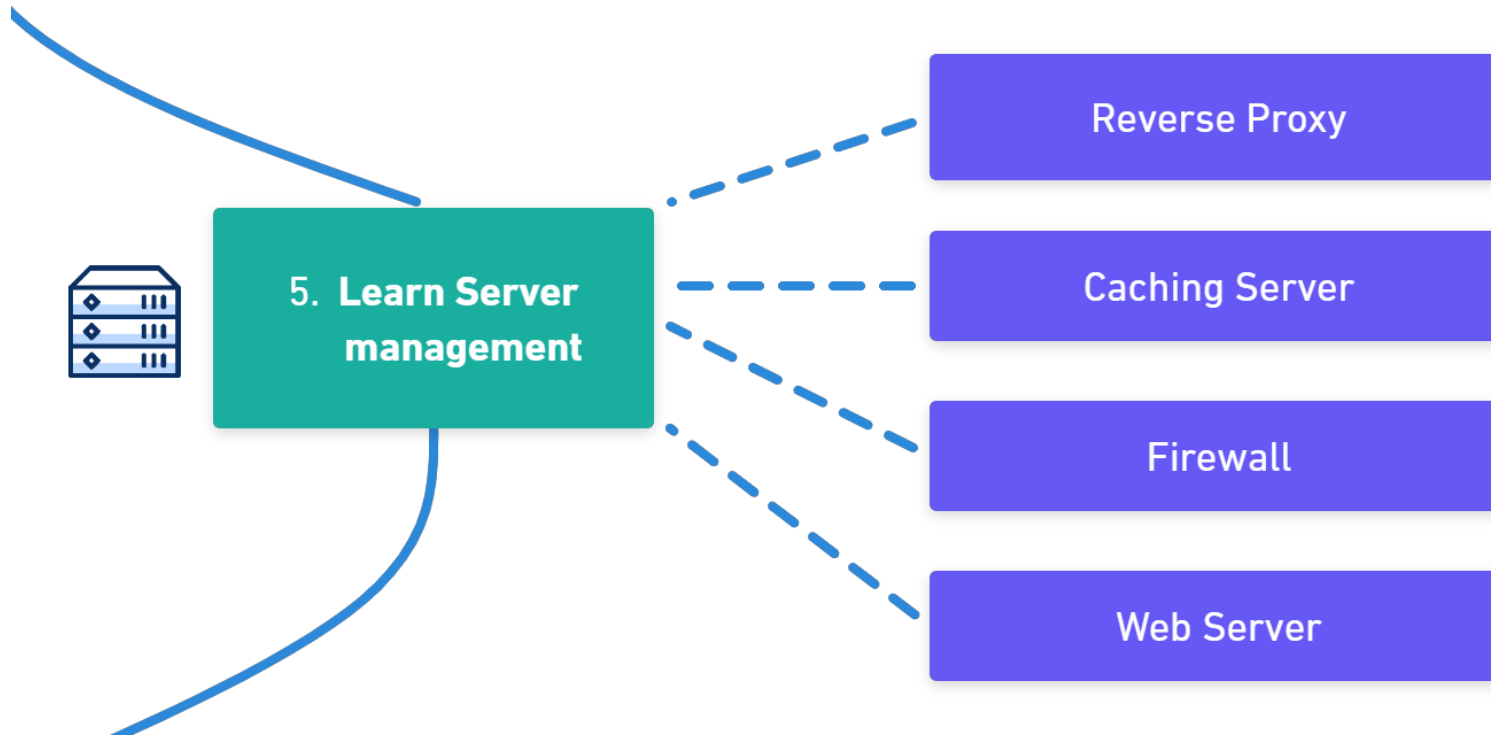 5. Learn Server
management
Reverse Proxy
Caching Server
Firewall
Web Server